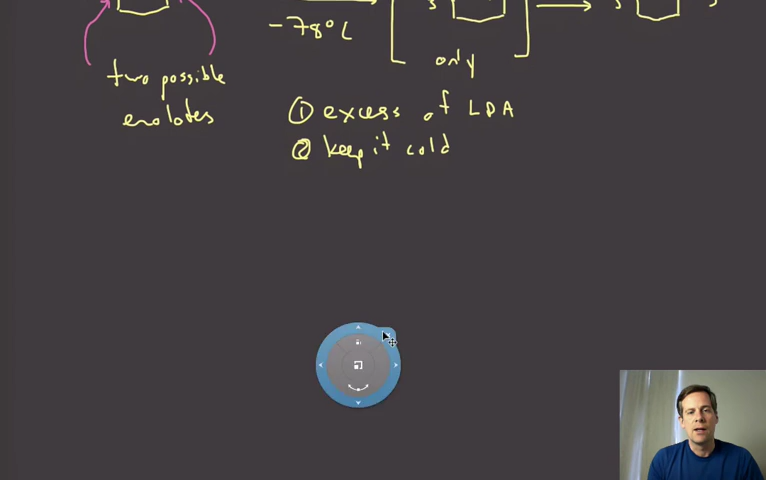 -78°C
only
two possible
enolates
① excess of LDA
② keep it cold